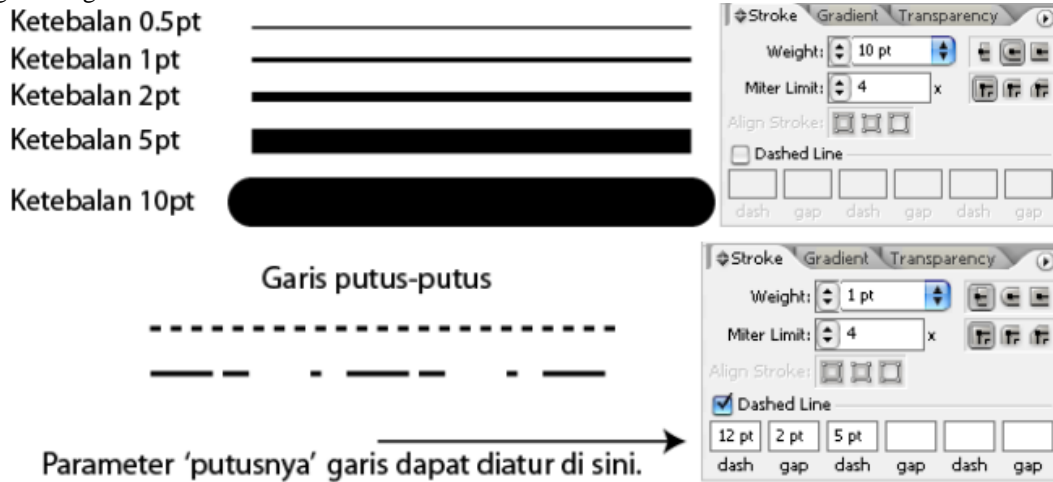 Ketebalan 0.5pt
Ketebalan 1pt
Ketebalan 2pt
Ketebalan 5pt
Ketebalan 10pt
Stroke Gradient Transparency
Weight: 10 pt
Miter Limit: 4 x
Align Stroke:
Dashed Line
dash gap dash gap dash gap
Garis putus-putus
Parameter ‘putusnya’ garis dapat diatur di sini.
Stroke Gradient Transparency
Weight: 1 pt
Miter Limit: 4 x
Align Stroke:
Dashed Line
12 pt 2 pt 5 pt
dash gap dash gap dash gap